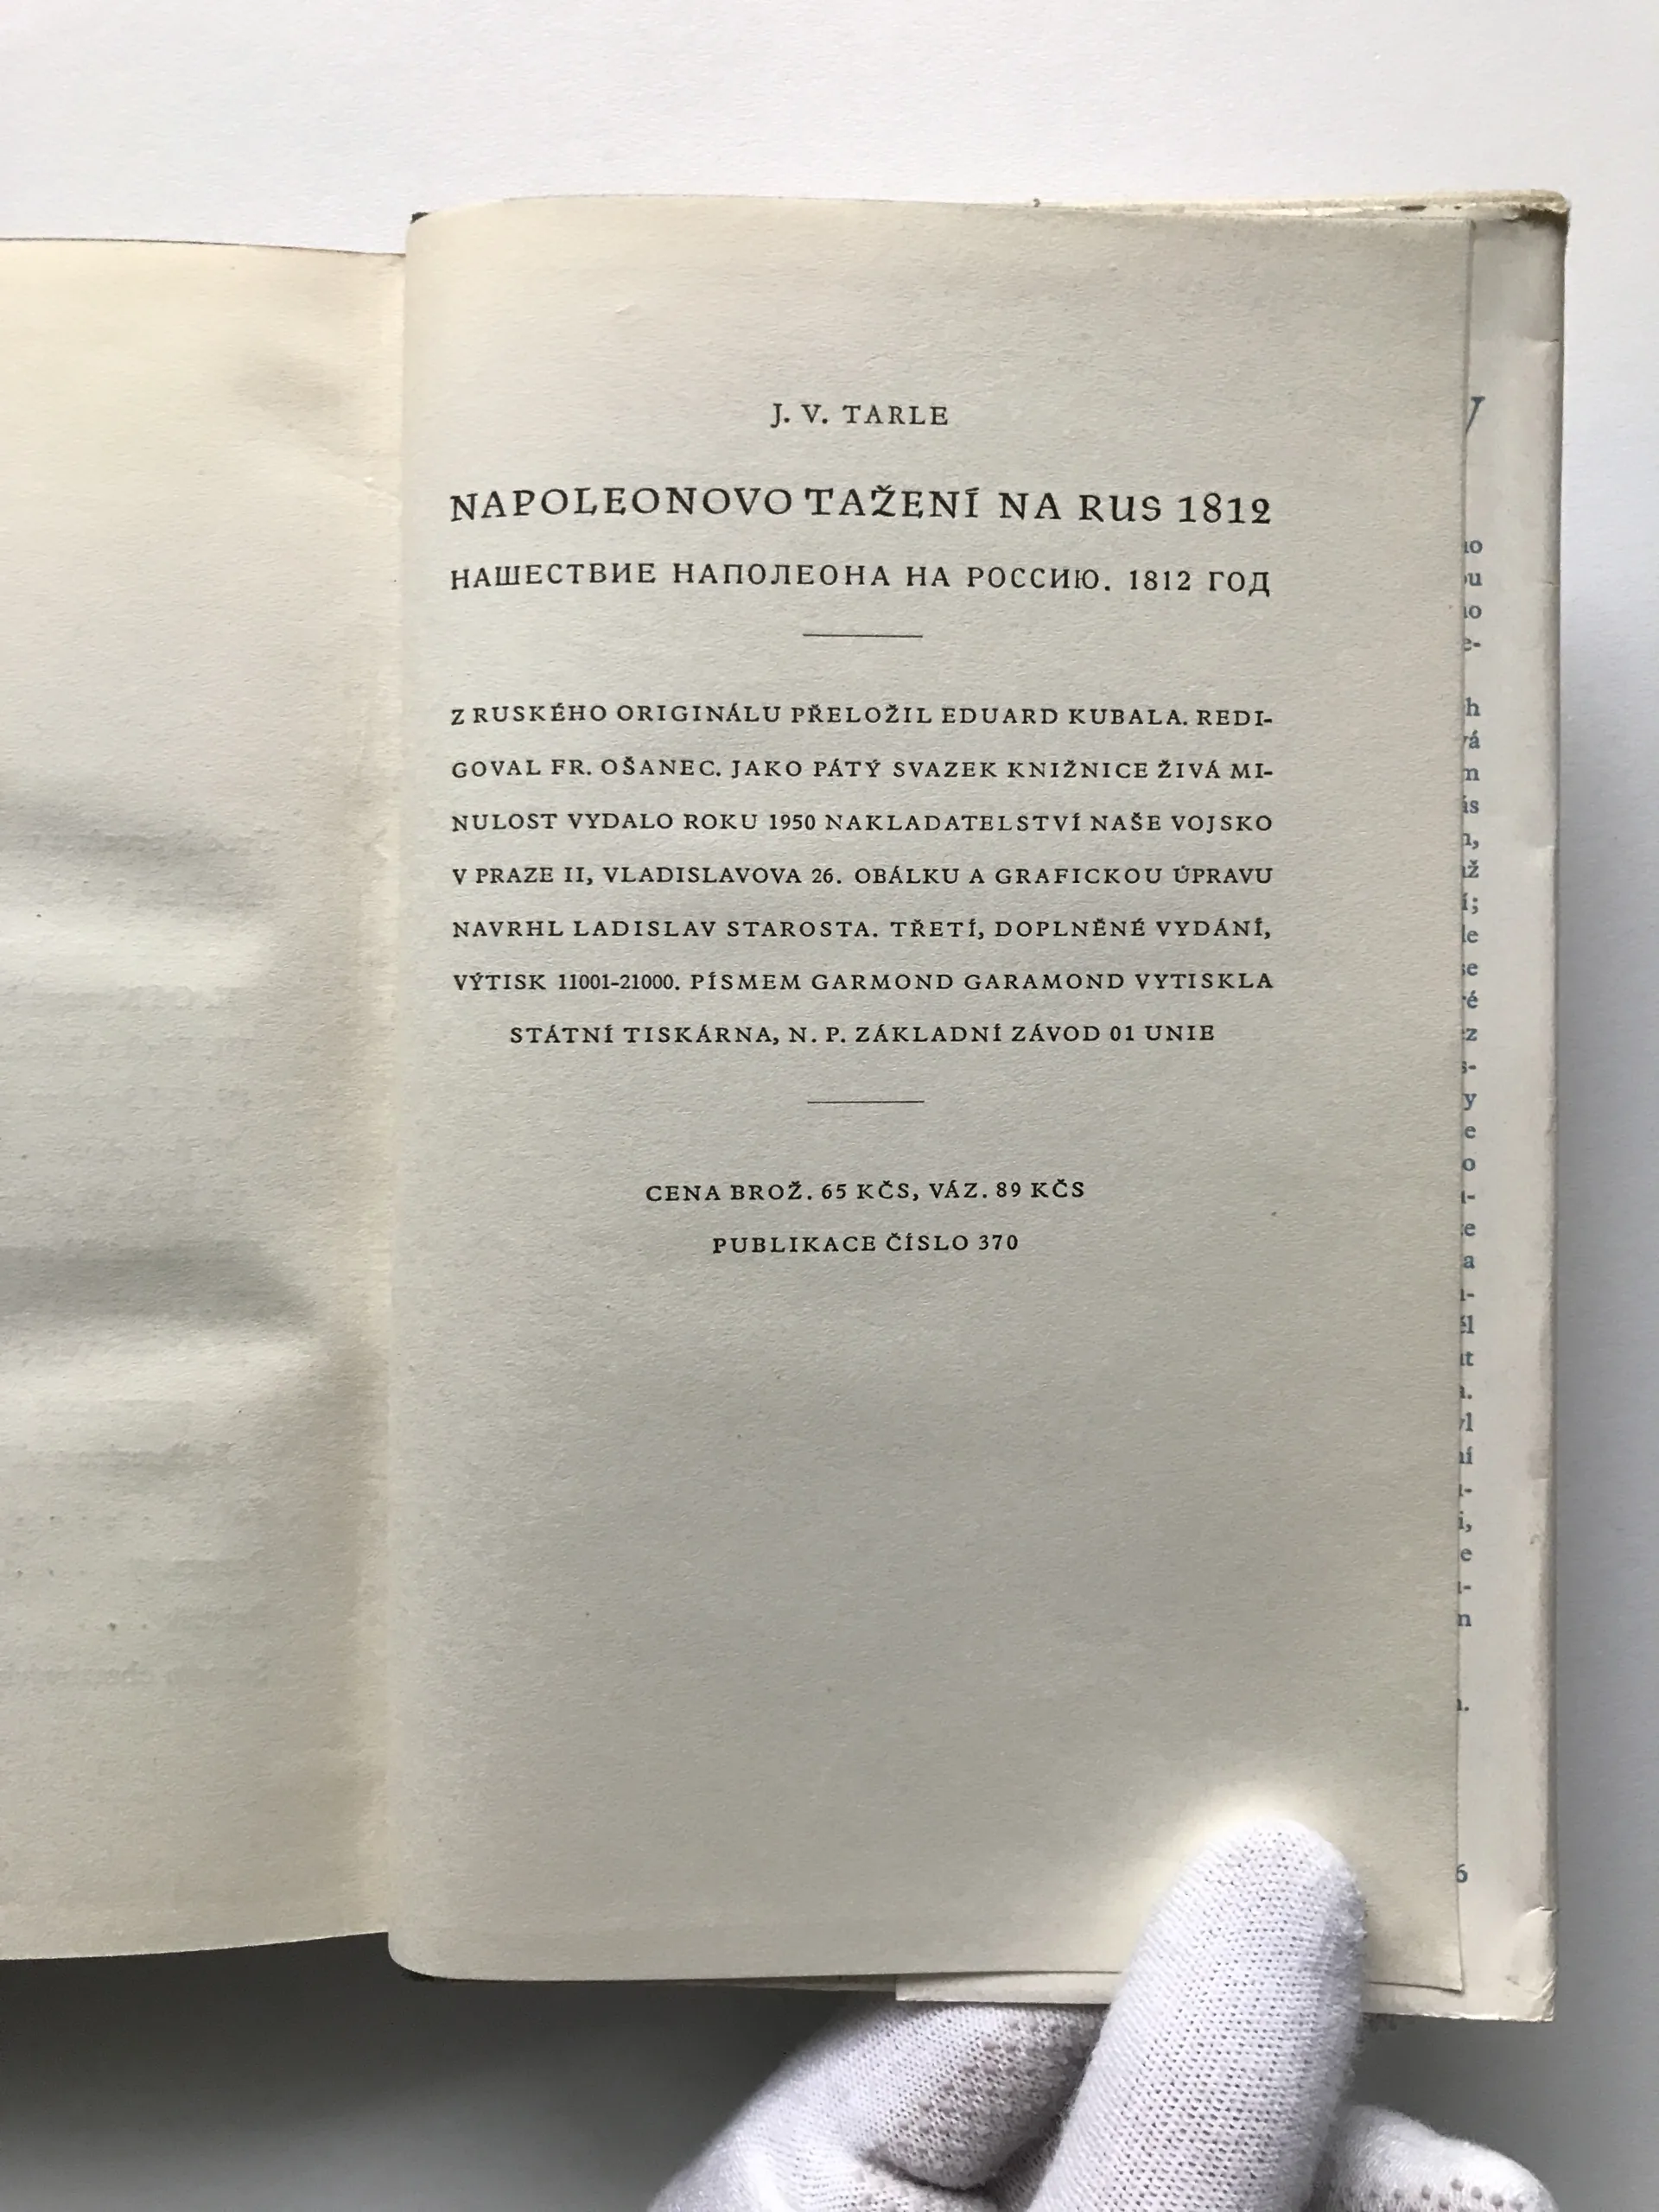 J. V. TARLE
NAPOLEONOVO TAŽENÍ NA RUS 1812
НАШЕСТВИЕ НАПОЛЕОНА НА РОССИЮ. 1812 ГОД
Z RUSKÉHO ORIGINÁLU PŘELOŽIL EDUARD KUBALA. REDI-
GOVAL FR. OŠANEC. JAKO PÁTÝ SVAZEK KNIŽNICE ŽIVÁ MI-
NULOST VYDALO ROKU 1950 NAKLADATELSTVÍ NAŠE VOJSKO
V PRAZE II, VLADISLAVOVA 26. OBÁLKU A GRAFICKOU ÚPRAVU
NAVRHL LADISLAV STAROSTA. TŘETÍ, DOPLNĚNÉ VYDÁNÍ,
VÝTISK 11001-21000. PÍSMEM GARMOND GARAMOND VYTISKLA
STÁTNÍ TISKÁRNA, N. P. ZÁKLADNÍ ZÁVOD 01 UNIE
CENA BROŽ. 65 KČS, VÁZ. 89 KČS
PUBLIKACE ČÍSLO 370